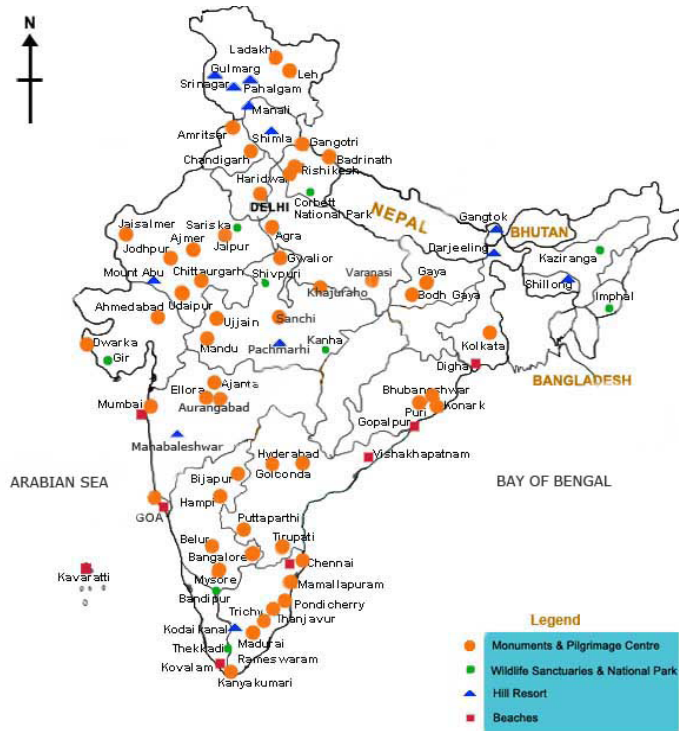 N
Ladakh
Gulmarg
Leh
Srinagar
Pahalgam
Manali
Amritsar
Shimla
Gangotri
Chandigarh
Badrinath
Rishikesh
Haridwar
DELHI
Corbett
National Park
NEPAL
Gangtok
BHUTAN
Jaisalmer
Sariska
Agra
Darjeeling
Kaziranga
Ajmer
Jodhpur
Jaipur
Gwalior
Mount Abu
Chittaurgarh
Shivpuri
Varanasi
Gaya
Shillong
Khajuraho
Bodh Gaya
Imphal
Ahmedabad
Udaipur
Ujjain
Sanchi
Kolkata
Dwarka
Gir
Mandu
Kanha
Pachmarhi
Digha
BANGLADESH
Ellora
Ajanta
Bhubaneshwar
Mumbai
Aurangabad
Puri
Konark
Gopalpur
Mahabaleshwar
Hyderabad
Vishakhapatnam
Golconda
ARABIAN SEA
Bijapur
BAY OF BENGAL
Hampi
GOA
Puttaparthi
Belur
Tirupati
Bangalore
Chennai
Kavaratti
Mysore
Mamallapuram
Bandipur
Pondicherry
Trichy
Thanjavur
Kodaikanal
Madurai
Thekkadi
Rameswaram
Kovalam
Kanyakumari
Legend
Monuments & Pilgrimage Centre
Wildlife Sanctuaries & National Park
Hill Resort
Beaches